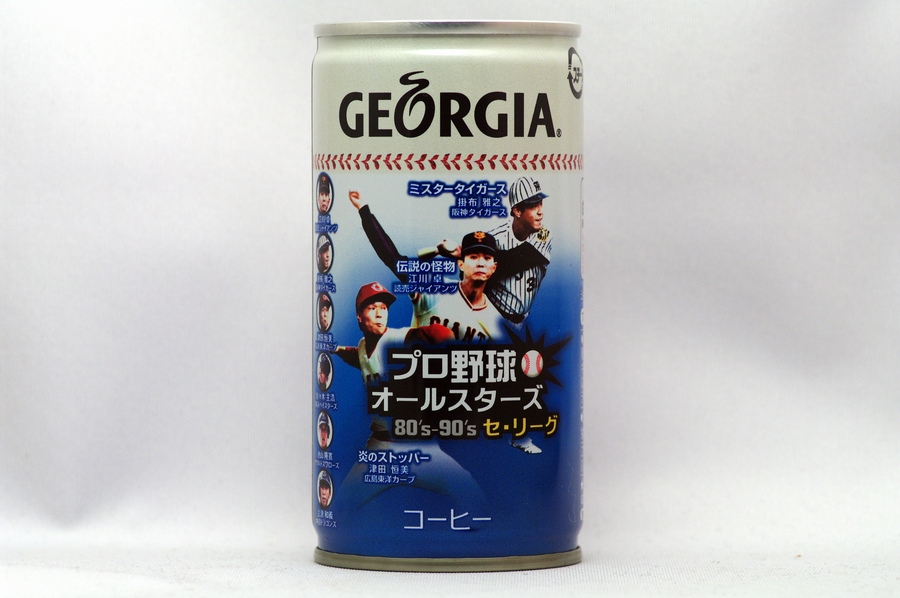 GEORGIA®
ミスタータイガース
掛布 雅之
阪神タイガース
伝説の怪物
江川 卓
読売ジャイアンツ
プロ野球
オールスターズ
80's-90's セ・リーグ
炎のストッパー
津田 恒美
広島東洋カープ
コーヒー